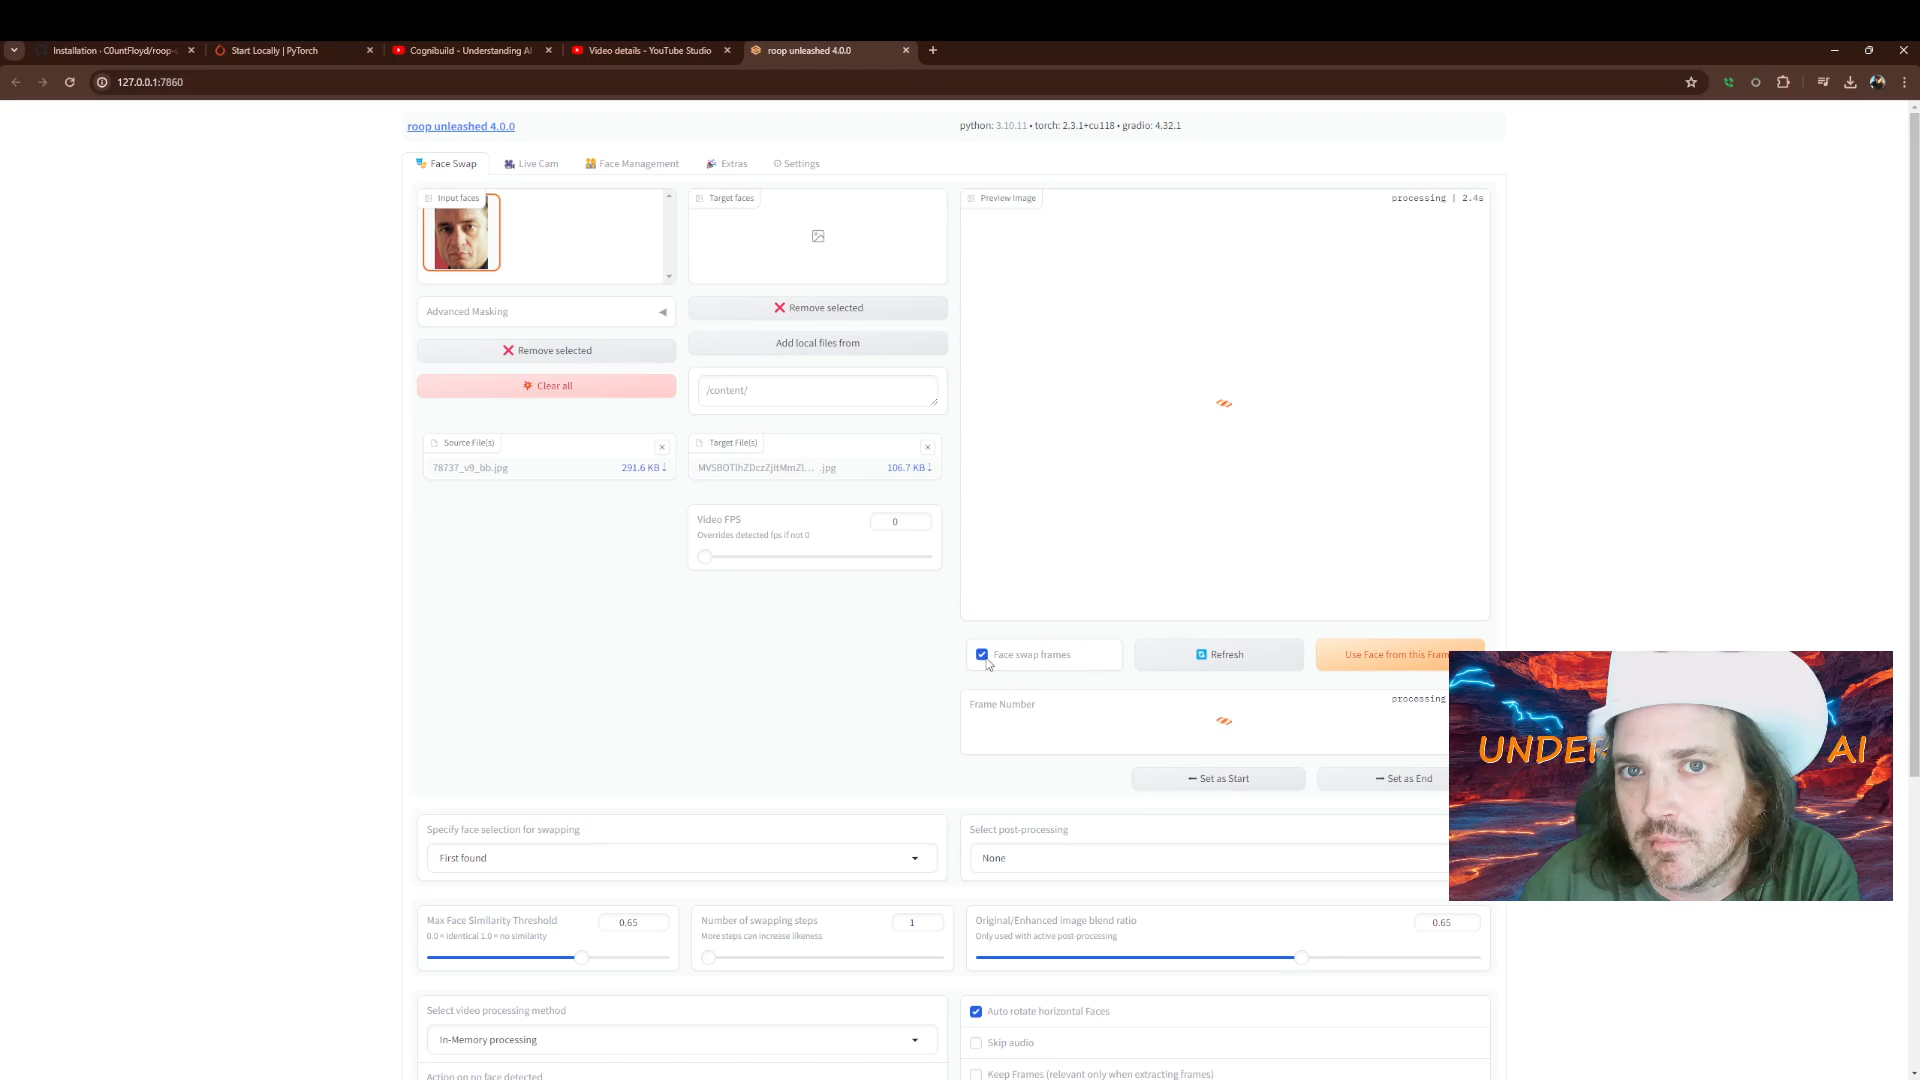 Installation · C0untFloyd/roop-u
Start Locally | PyTorch
Cognibuild - Understanding AI
Video details - YouTube Studio
roop unleashed 4.0.0
127.0.0.1:7860
roop unleashed 4.0.0
python: 3.10.11 • torch: 2.3.1+cu118 • gradio: 4.32.1
Face Swap
Live Cam
Face Management
Extras
Settings
Input faces
Target faces
Preview Image
processing | 2.4s
Advanced Masking
Remove selected
Remove selected
Add local files from
Clear all
/content/
Source File(s)
Target File(s)
78737_v9_bb.jpg
291.6 KB
MV5BOTlhZDczZjItMmZl... .jpg
106.7 KB
Video FPS
0
Overrides detected fps if not 0
Face swap frames
Refresh
Use Face from this Fram
Frame Number
processing
Set as Start
Set as End
UNDER
AI
Specify face selection for swapping
First found
Select post-processing
None
Max Face Similarity Threshold
0.65
0.0 = identical 1.0 = no similarity
Number of swapping steps
1
More steps can increase likeness
Original/Enhanced image blend ratio
0.65
Only used with active post-processing
Select video processing method
In-Memory processing
Auto rotate horizontal Faces
Skip audio
Action on no face detected
Keep Frames (relevant only when extracting frames)